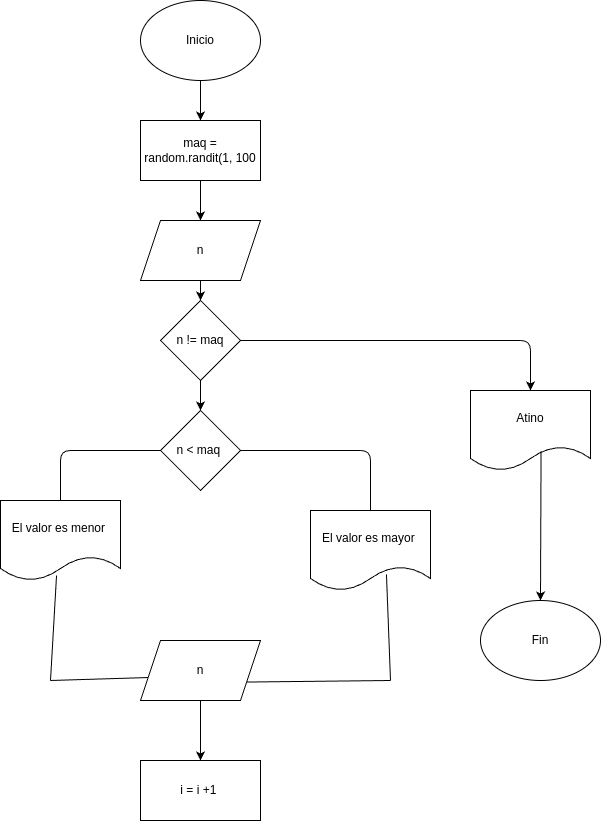 Inicio
maq =
random.randit(1, 100
n
n != maq
Atino
n < maq
El valor es menor
El valor es mayor
Fin
n
i = i +1